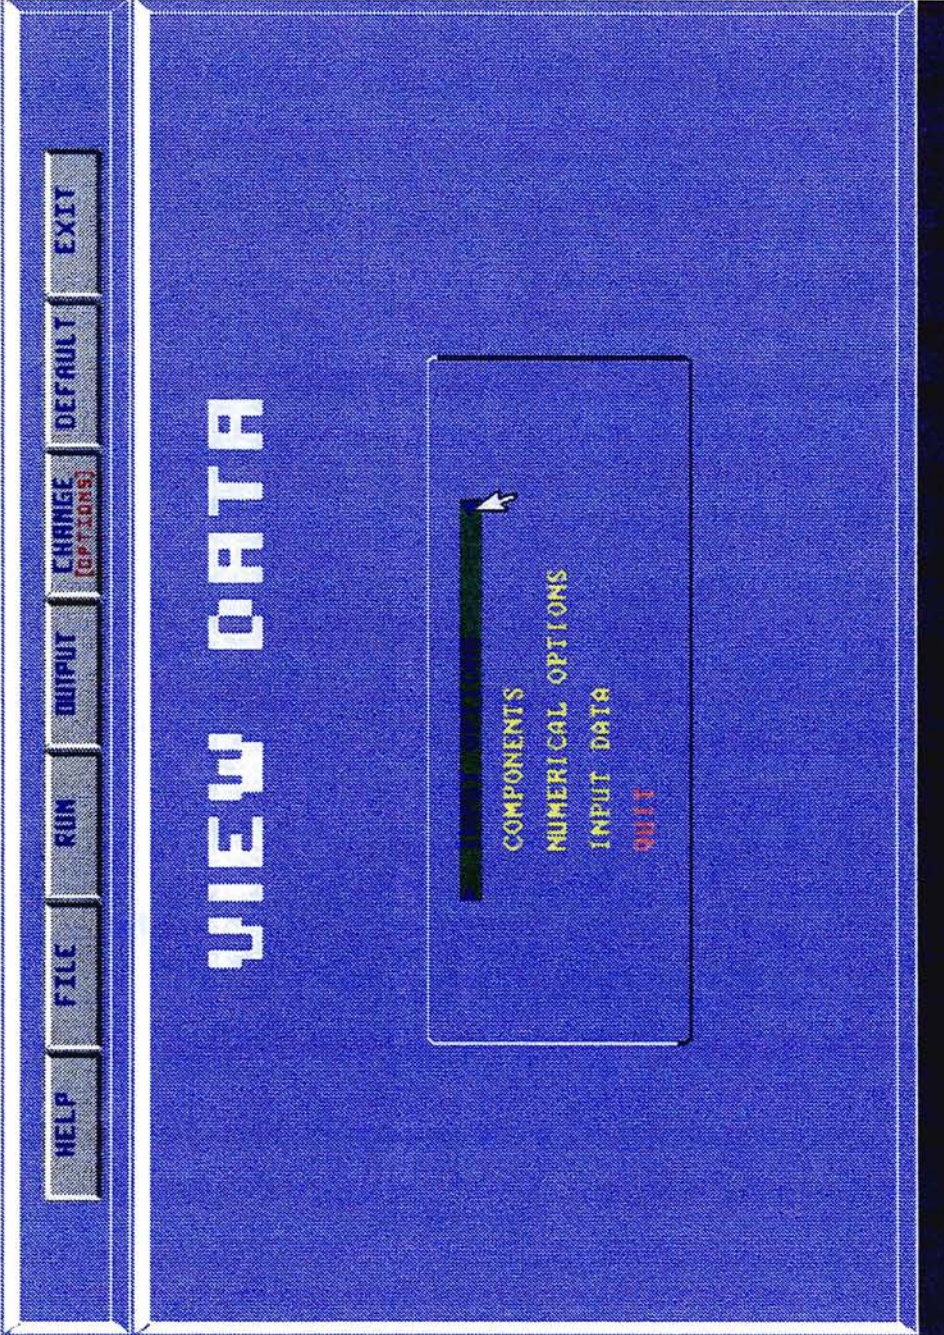 HELP FILE RUN OUTPUT CHANGE DEFAULT EXIT
[OPTIONS]
VIEW DATA
COMPONENTS
NUMERICAL OPTIONS
INPUT DATA
QUIT